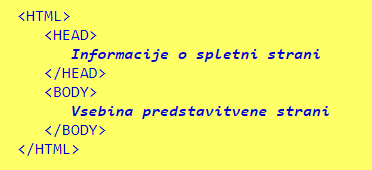 <HTML>
<HEAD>
Informacije o spletni strani
</HEAD>
<BODY>
Vsebina predstavitvene strani
</BODY>
</HTML>